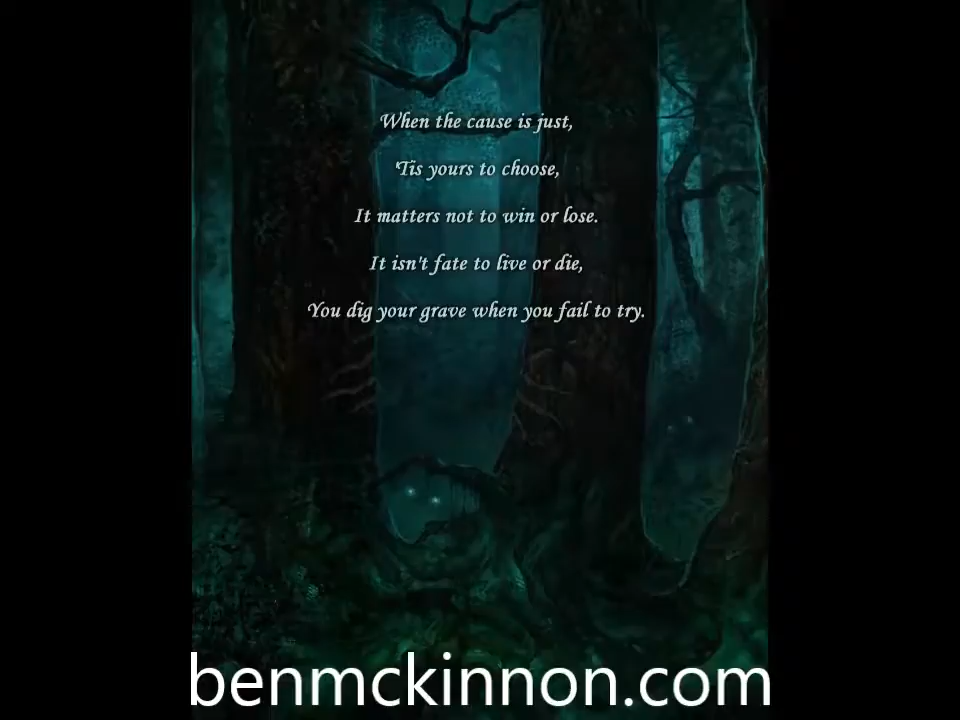 When the cause is just,
'Tis yours to choose,
It matters not to win or lose.
It isn't fate to live or die,
You dig your grave when you fail to try.
benmckinnon.com